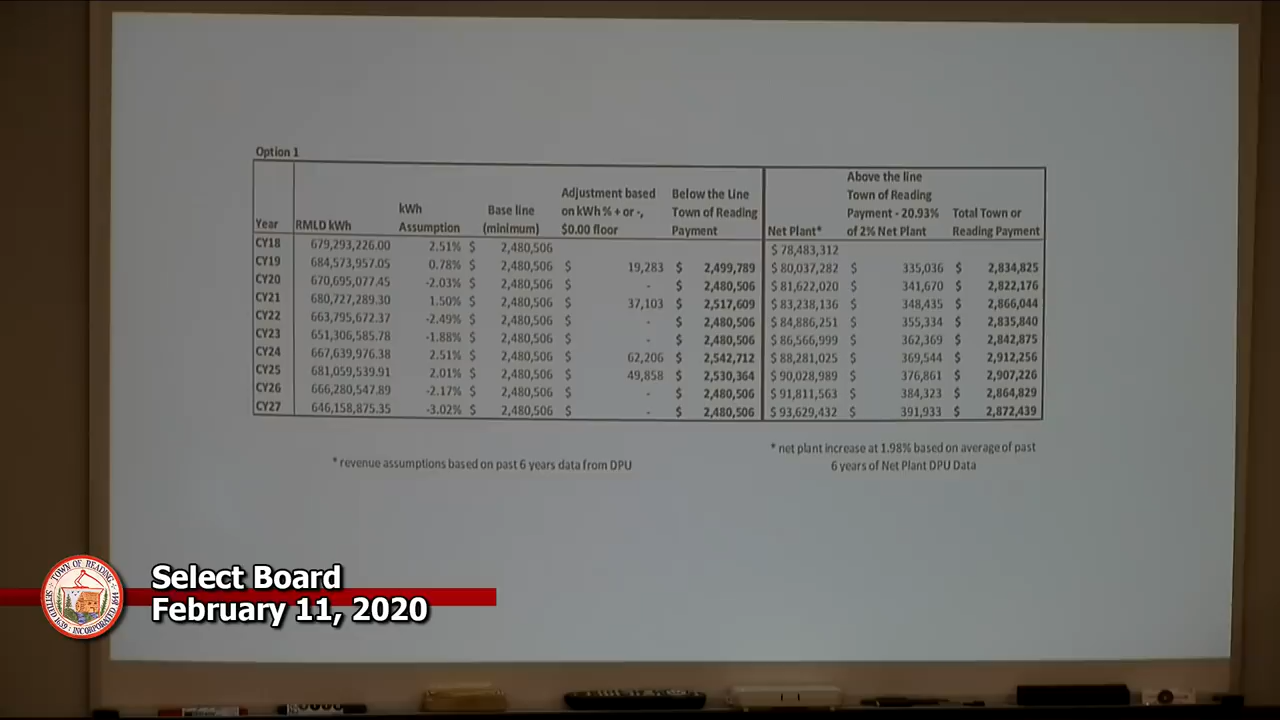 Option 1
Year RMLD kWh kWh Assumption Base line (minimum) Adjustment based on kWh % + or -, $0.00 floor Below the Line Town of Reading Payment Net Plant* Above the line Town of Reading Payment - 20.93% of 2% Net Plant Total Town or Reading Payment
CY18 679,293,226.00 2.51% $ 2,480,506 $ 78,483,312
CY19 684,573,957.05 0.78% $ 2,480,506 $ 19,283 $ 2,499,789 $ 80,037,282 $ 335,036 $ 2,834,825
CY20 670,695,077.45 -2.03% $ 2,480,506 $ - $ 2,480,506 $ 81,622,020 $ 341,670 $ 2,822,176
CY21 680,727,289.30 1.50% $ 2,480,506 $ 37,103 $ 2,517,609 $ 83,238,136 $ 348,435 $ 2,866,044
CY22 663,795,672.37 -2.49% $ 2,480,506 $ - $ 2,480,506 $ 84,886,251 $ 355,334 $ 2,835,840
CY23 651,306,585.78 -1.88% $ 2,480,506 $ - $ 2,480,506 $ 86,566,999 $ 362,369 $ 2,842,875
CY24 667,639,976.38 2.51% $ 2,480,506 $ 62,206 $ 2,542,712 $ 88,281,025 $ 369,544 $ 2,912,256
CY25 681,059,539.91 2.01% $ 2,480,506 $ 49,858 $ 2,530,364 $ 90,028,989 $ 376,861 $ 2,907,226
CY26 666,280,547.89 -2.17% $ 2,480,506 $ - $ 2,480,506 $ 91,811,563 $ 384,323 $ 2,864,829
CY27 646,158,875.35 -3.02% $ 2,480,506 $ - $ 2,480,506 $ 93,629,432 $ 391,933 $ 2,872,439
* revenue assumptions based on past 6 years data from DPU
* net plant increase at 1.98% based on average of past
6 years of Net Plant DPU Data
TOWN OF READING
SETTLED 1639 · INCORPORATED 1644
Select Board
February 11, 2020